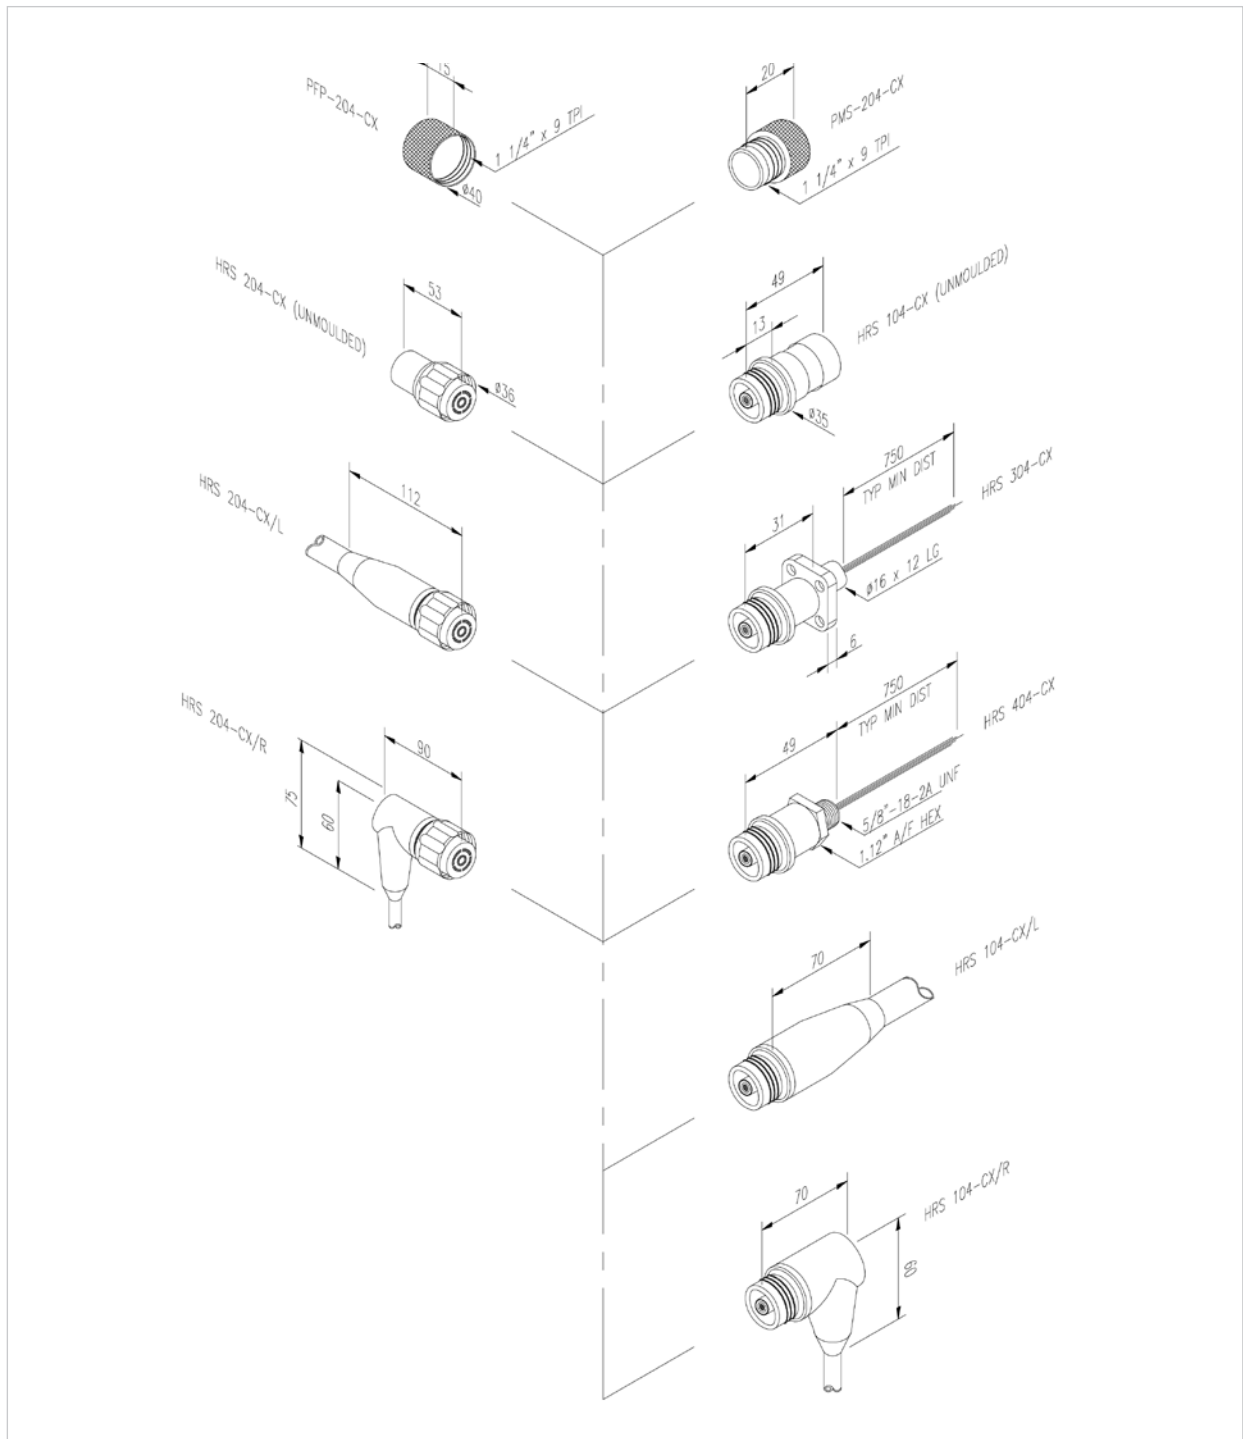 15
PFP-204-CX
1 1/4" x 9 TPI
ø40
20
PMS-204-CX
1 1/4" x 9 TPI
HRS 204-CX (UNMOULDED)
53
ø36
49
13
HRS 104-CX (UNMOULDED)
ø35
HRS 204-CX/L
112
750
TYP MIN DIST
HRS 304-CX
31
ø16 x 12 LG
6
HRS 204-CX/R
90
75
60
750
TYP MIN DIST
HRS 404-CX
49
5/8"-18-2A UNF
1.12" A/F HEX
70
HRS 104-CX/L
70
HRS 104-CX/R